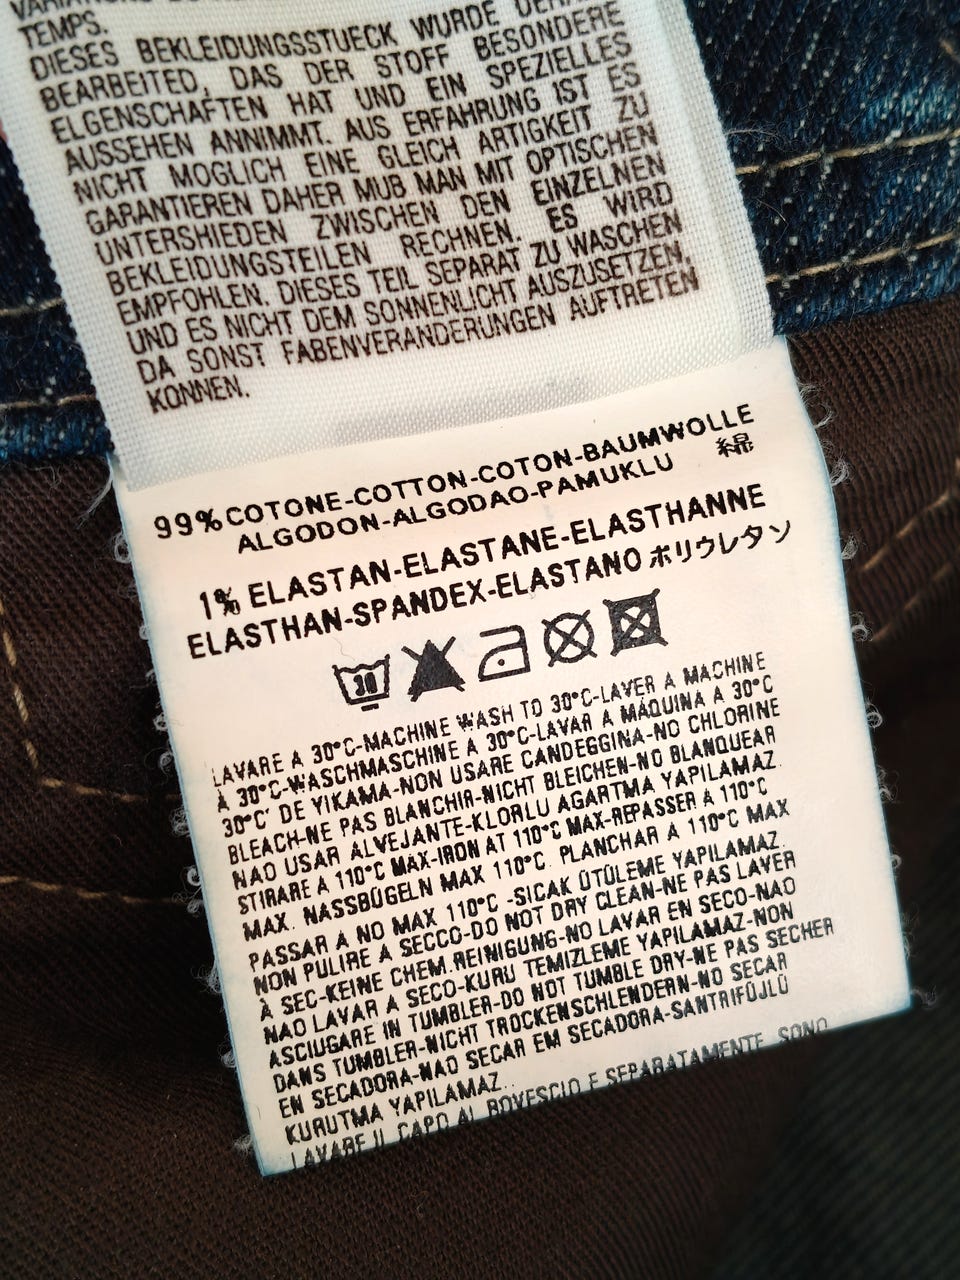 TEMPS.
DIESES BEKLEIDUNGSSTUECK WURDE
BEARBEITED, DAS DER STOFF BESONDERE
ELGENSCHAFTEN HAT UND EIN SPEZIELLES
AUSSEHEN ANNIMMT. AUS ERFAHRUNG IST ES
NICHT MOGLICH EINE GLEICH ARTIGKEIT ZU
GARANTIEREN DAHER MUB MAN MIT OPTISCHEN
UNTERSHIEDEN ZWISCHEN DEN EINZELNEN
BEKLEIDUNGSTEILEN RECHNEN. ES WIRD
EMPFOHLEN. DIESES TEIL SEPARAT ZU WASCHEN
UND ES NICHT DEM SONNENLICHT AUSZUSETZEN,
DA SONST FABENVERANDERUNGEN AUFTRETEN
KONNEN.
99% COTONE-COTTON-COTON-BAUMWOLLE
ALGODON-ALGODAO-PAMUKLU 綿
1% ELASTAN-ELASTANE-ELASTHANNE
ELASTHAN-SPANDEX-ELASTANO ポリウレタン
30
LAVARE A 30°C-MACHINE WASH TO 30°C-LAVER A MACHINE
À 30°C-WASCHMASCHINE A 30°C-LAVAR A MÁQUINA A 30°C
30°C' DE YIKAMA-NON USARE CANDEGGINA-NO CHLORINE
BLEACH-NE PAS BLANCHIR-NICHT BLEICHEN-NO BLANQUEAR
NAO USAR ALVEJANTE-KLORLU AGARTMA YAPILAMAZ.
STIRARE A 110°C MAX-IRON AT 110°C MAX-REPASSER A 110°C
MAX. NASSBÜGELN MAX 110°C. PLANCHAR A 110°C MAX
PASSAR A NO MAX 110°C -SICAK ÜTÜLEME YAPILAMAZ.
NON PULIRE A SECCO-DO NOT DRY CLEAN-NE PAS LAVER
À SEC-KEINE CHEM.REINIGUNG-NO LAVAR EN SECO-NAO
NAO LAVAR A SECO-KURU TEMIZLEME YAPILAMAZ-NON
ASCIUGARE IN TUMBLER-DO NOT TUMBLE DRY-NE PAS SECHER
DANS TUMBLER-NICHT TROCKENSCHLENDERN-NO SECAR
EN SECADORA-NAO SECAR EM SECADORA-SANTRIFÜJLÜ
KURUTMA YAPILAMAZ..
LAVARE IL CAPO AL ROVESCIO E SEPARATAMENTE SONO